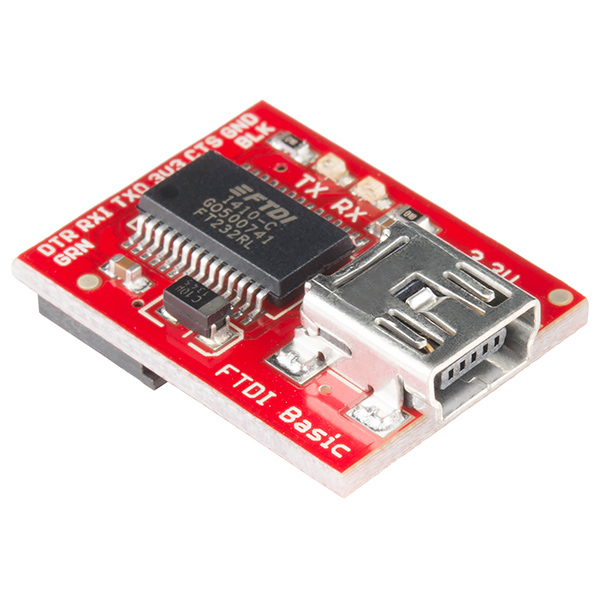 DTR RXI TXO 3V3 CTS GND
GRN
BLK
TX RX
FTDI
1410-C
GO500741
FT232RL
3.3V
FTDI Basic